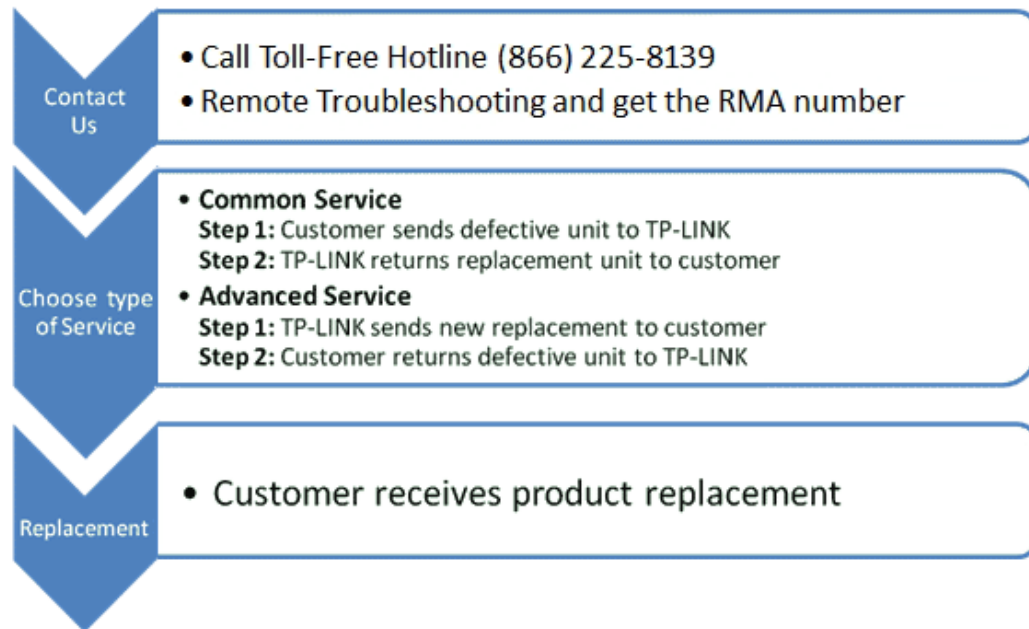 Contact
Us
• Call Toll-Free Hotline (866) 225-8139
• Remote Troubleshooting and get the RMA number
Choose type
of Service
• Common Service
Step 1: Customer sends defective unit to TP-LINK
Step 2: TP-LINK returns replacement unit to customer
• Advanced Service
Step 1: TP-LINK sends new replacement to customer
Step 2: Customer returns defective unit to TP-LINK
Replacement
• Customer receives product replacement